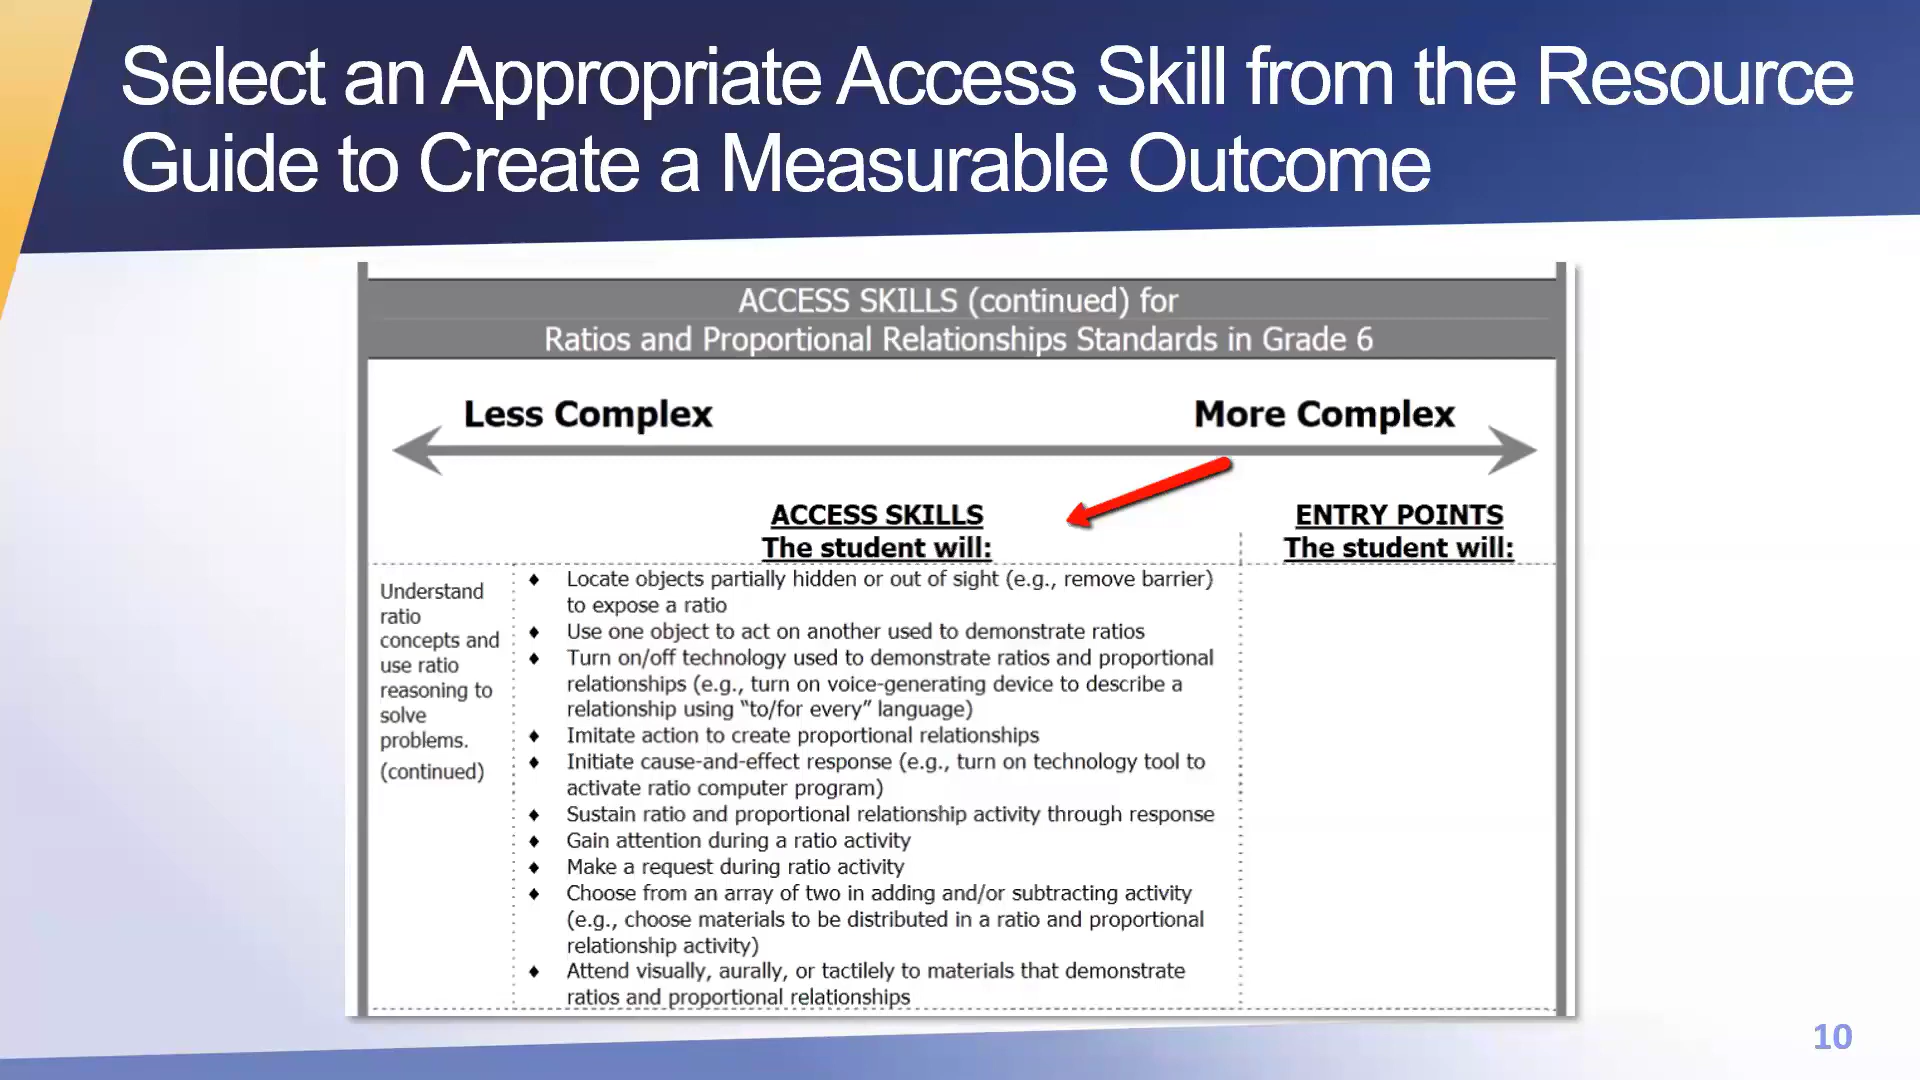 Select an Appropriate Access Skill from the Resource
Guide to Create a Measurable Outcome
ACCESS SKILLS (continued) for
Ratios and Proportional Relationships Standards in Grade 6
Less Complex
More Complex
ACCESS SKILLS
The student will:
ENTRY POINTS
The student will:
Understand
ratio
concepts and
use ratio
reasoning to
solve
problems.
(continued)
♦ Locate objects partially hidden or out of sight (e.g., remove barrier)
to expose a ratio
♦ Use one object to act on another used to demonstrate ratios
♦ Turn on/off technology used to demonstrate ratios and proportional
relationships (e.g., turn on voice-generating device to describe a
relationship using “to/for every” language)
♦ Imitate action to create proportional relationships
♦ Initiate cause-and-effect response (e.g., turn on technology tool to
activate ratio computer program)
♦ Sustain ratio and proportional relationship activity through response
♦ Gain attention during a ratio activity
♦ Make a request during ratio activity
♦ Choose from an array of two in adding and/or subtracting activity
(e.g., choose materials to be distributed in a ratio and proportional
relationship activity)
♦ Attend visually, aurally, or tactilely to materials that demonstrate
ratios and proportional relationships
10